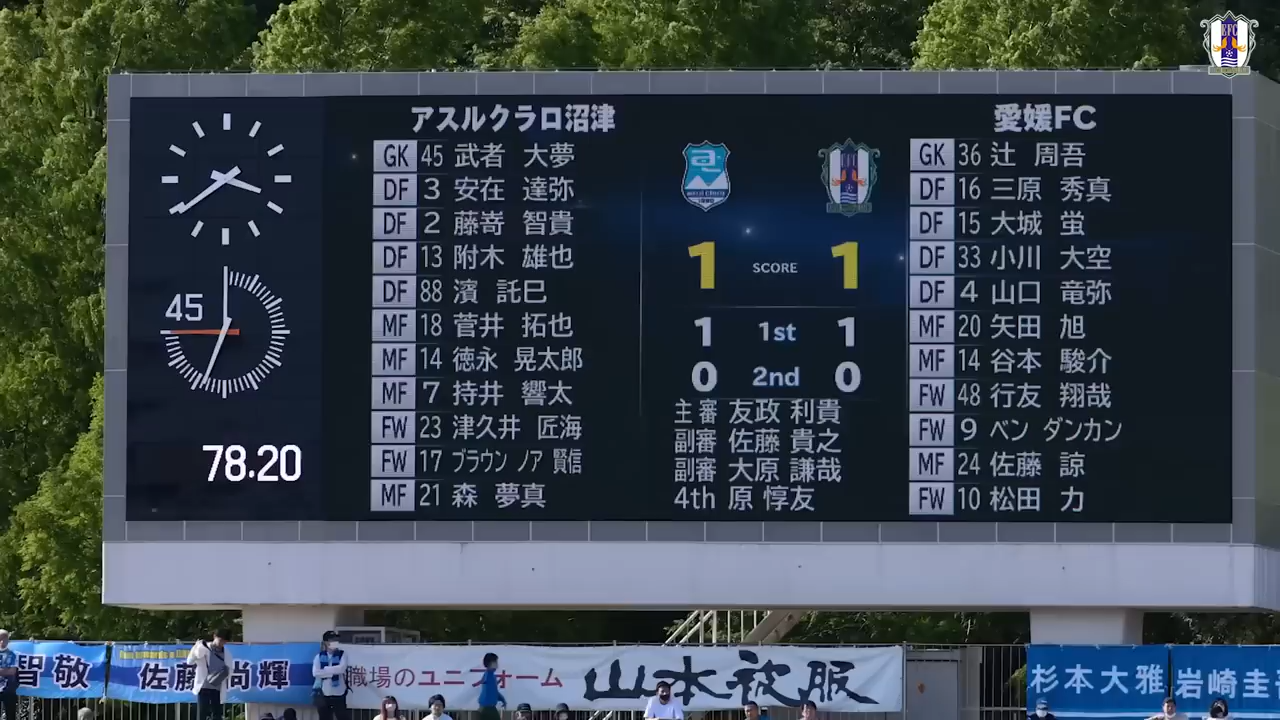 アスルクラロ沼津
GK 45 武者 大夢
DF 3 安在 達弥
DF 2 藤嵜 智貴
DF 13 附木 雄也
DF 88 濱 託巳
MF 18 菅井 拓也
MF 14 徳永 晃太郎
MF 7 持井 響太
FW 23 津久井 匠海
FW 17 ブラウン ノア 賢信
MF 21 森 夢真
45
78.20
1 SCORE 1
1 1st 1
0 2nd 0
主審 友政 利貴
副審 佐藤 貴之
副審 大原 謙哉
4th 原 惇友
愛媛FC
GK 36 辻 周吾
DF 16 三原 秀真
DF 15 大城 蛍
DF 33 小川 大空
DF 4 山口 竜弥
MF 20 矢田 旭
MF 14 谷本 駿介
FW 48 行友 翔哉
FW 9 ベン ダンカン
MF 24 佐藤 諒
FW 10 松田 力
智敬
佐藤尚輝
職場のユニフォーム 山本被服
杉本大雅
岩崎圭